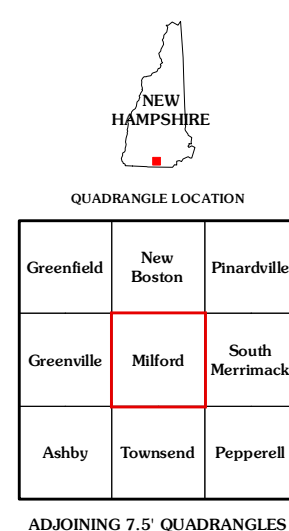 NEW
HAMPSHIRE
QUADRANGLE LOCATION
Greenfield
New
Boston
Pinardville
Greenville
Milford
South
Merrimack
Ashby
Townsend
Pepperell
ADJOINING 7.5' QUADRANGLES